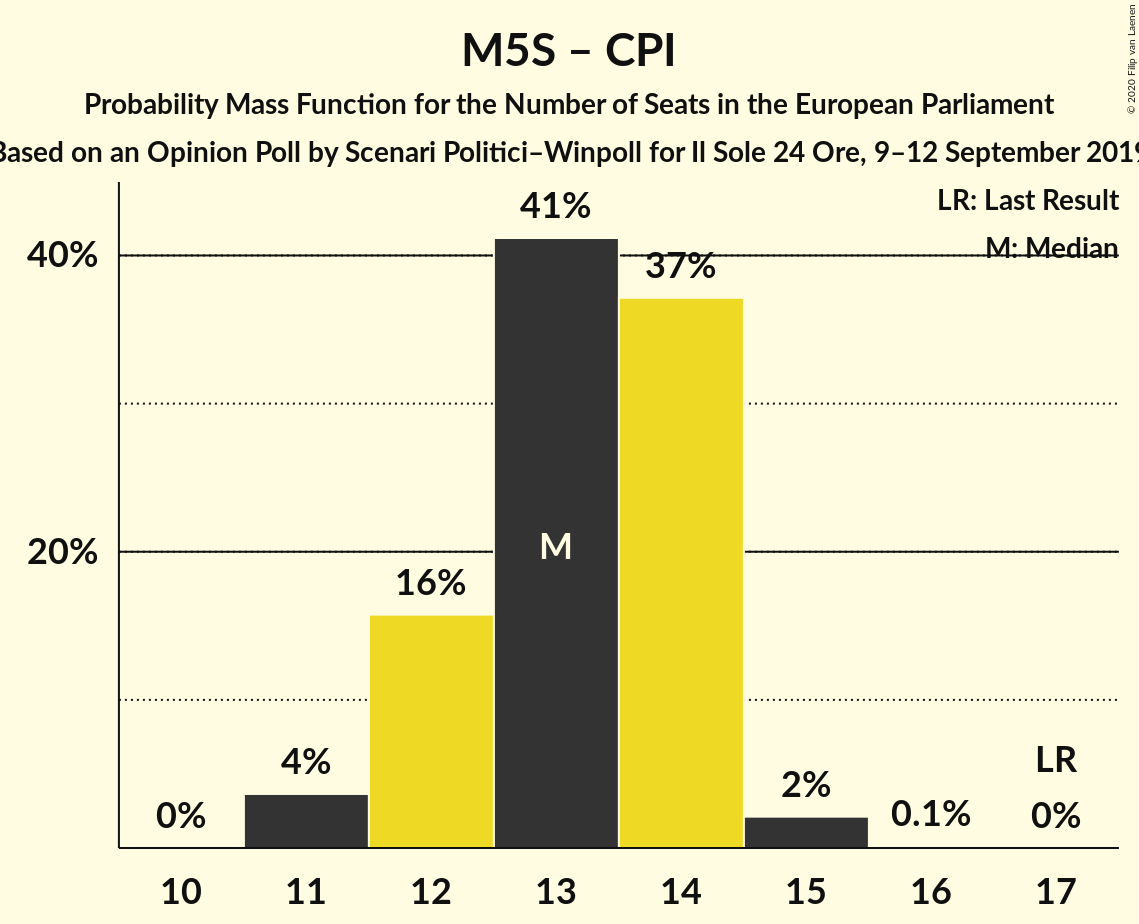 M5S – CPI
Probability Mass Function for the Number of Seats in the European Parliament
Based on an Opinion Poll by Scenari Politici–Winpoll for Il Sole 24 Ore, 9–12 September 2019
© 2020 Filip van Laenen
LR: Last Result
M: Median
40%
20%
0%
4%
16%
41%
M
37%
2%
0.1%
LR
0%
10 11 12 13 14 15 16 17